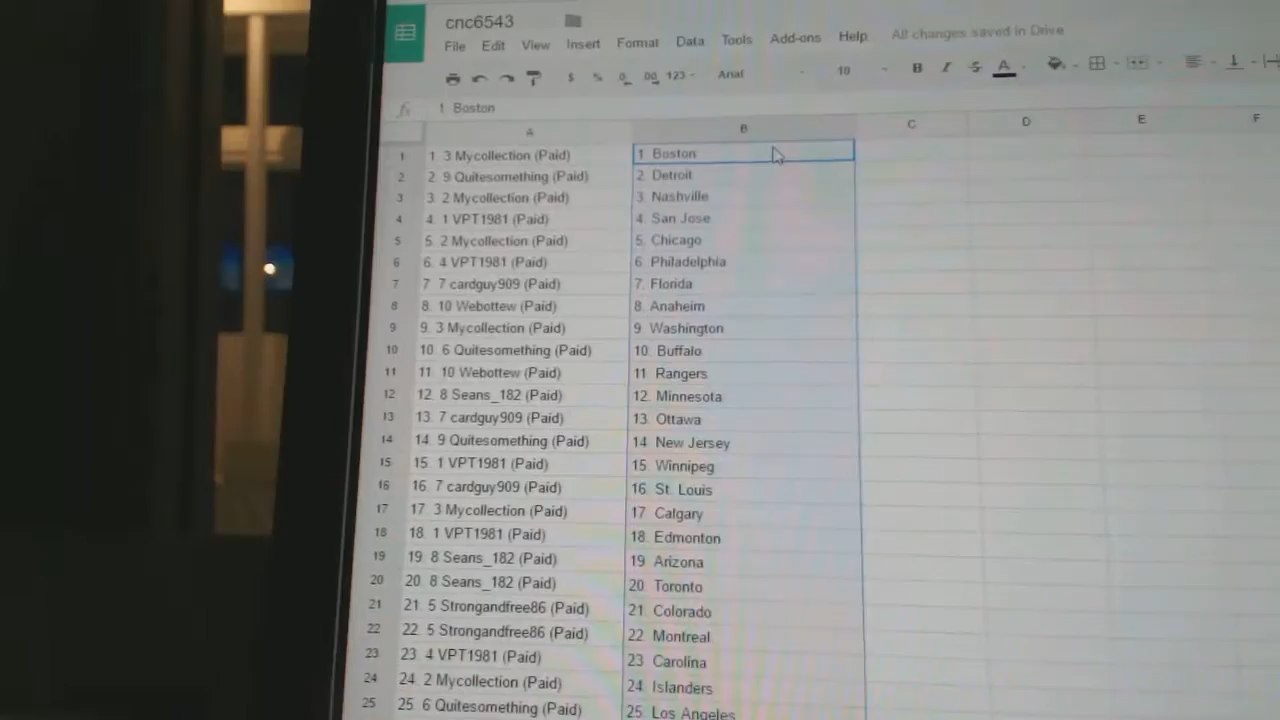 cnc6543
File Edit View Insert Format Data Tools Add-ons Help All changes saved in Drive
$ % .0 .00 123 Arial 10 B I S A
fx 1 Boston
A B C D E F
1 1 3 Mycollection (Paid) 1 Boston
2 2 9 Quitesomething (Paid) 2 Detroit
3 3 2 Mycollection (Paid) 3 Nashville
4 4 1 VPT1981 (Paid) 4 San Jose
5 5 2 Mycollection (Paid) 5 Chicago
6 6 4 VPT1981 (Paid) 6 Philadelphia
7 7 7 cardguy909 (Paid) 7 Florida
8 8 10 Webottew (Paid) 8 Anaheim
9 9 3 Mycollection (Paid) 9 Washington
10 10 6 Quitesomething (Paid) 10 Buffalo
11 11 10 Webottew (Paid) 11 Rangers
12 12 8 Seans_182 (Paid) 12 Minnesota
13 13 7 cardguy909 (Paid) 13 Ottawa
14 14 9 Quitesomething (Paid) 14 New Jersey
15 15 1 VPT1981 (Paid) 15 Winnipeg
16 16 7 cardguy909 (Paid) 16 St. Louis
17 17 3 Mycollection (Paid) 17 Calgary
18 18 1 VPT1981 (Paid) 18 Edmonton
19 19 8 Seans_182 (Paid) 19 Arizona
20 20 8 Seans_182 (Paid) 20 Toronto
21 21 5 Strongandfree86 (Paid) 21 Colorado
22 22 5 Strongandfree86 (Paid) 22 Montreal
23 23 4 VPT1981 (Paid) 23 Carolina
24 24 2 Mycollection (Paid) 24 Islanders
25 25 6 Quitesomething (Paid) 25 Los Angeles